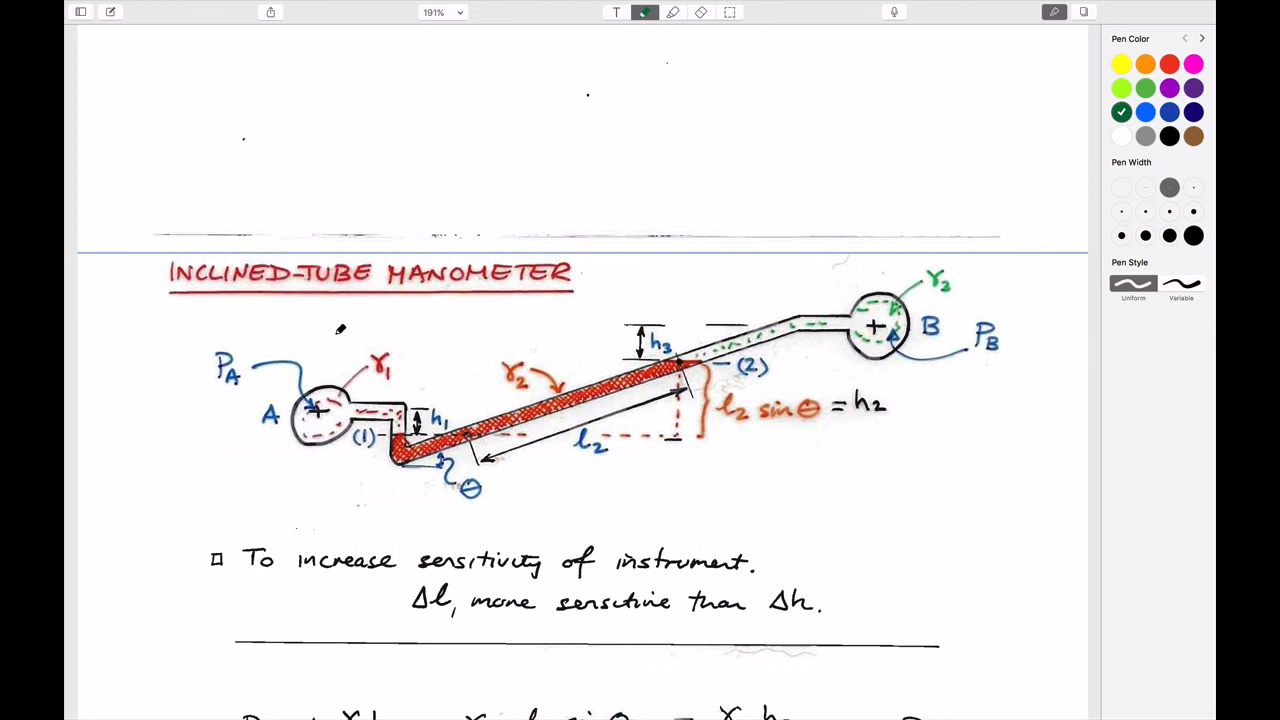 191%
T
Pen Color
Pen Width
Pen Style
Uniform
Variable
INCLINED-TUBE MANOMETER
γ2
h3
B
PB
PA
γ1
γ2
(2)
A
h1
l2 sin θ = h2
(1)
l2
θ
To increase sensitivity of instrument.
Δl, more sensitive than Δh.